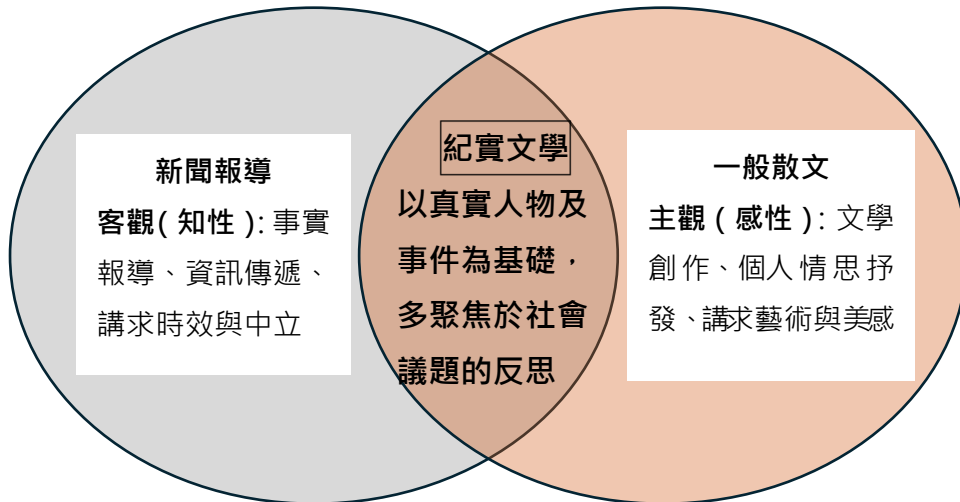 新聞報導
客觀(知性): 事實
報導、資訊傳遞、
講求時效與中立
紀實文學
以真實人物及
事件為基礎，
多聚焦於社會
議題的反思
一般散文
主觀(感性): 文學
創作、個人情思抒
發、講求藝術與美感